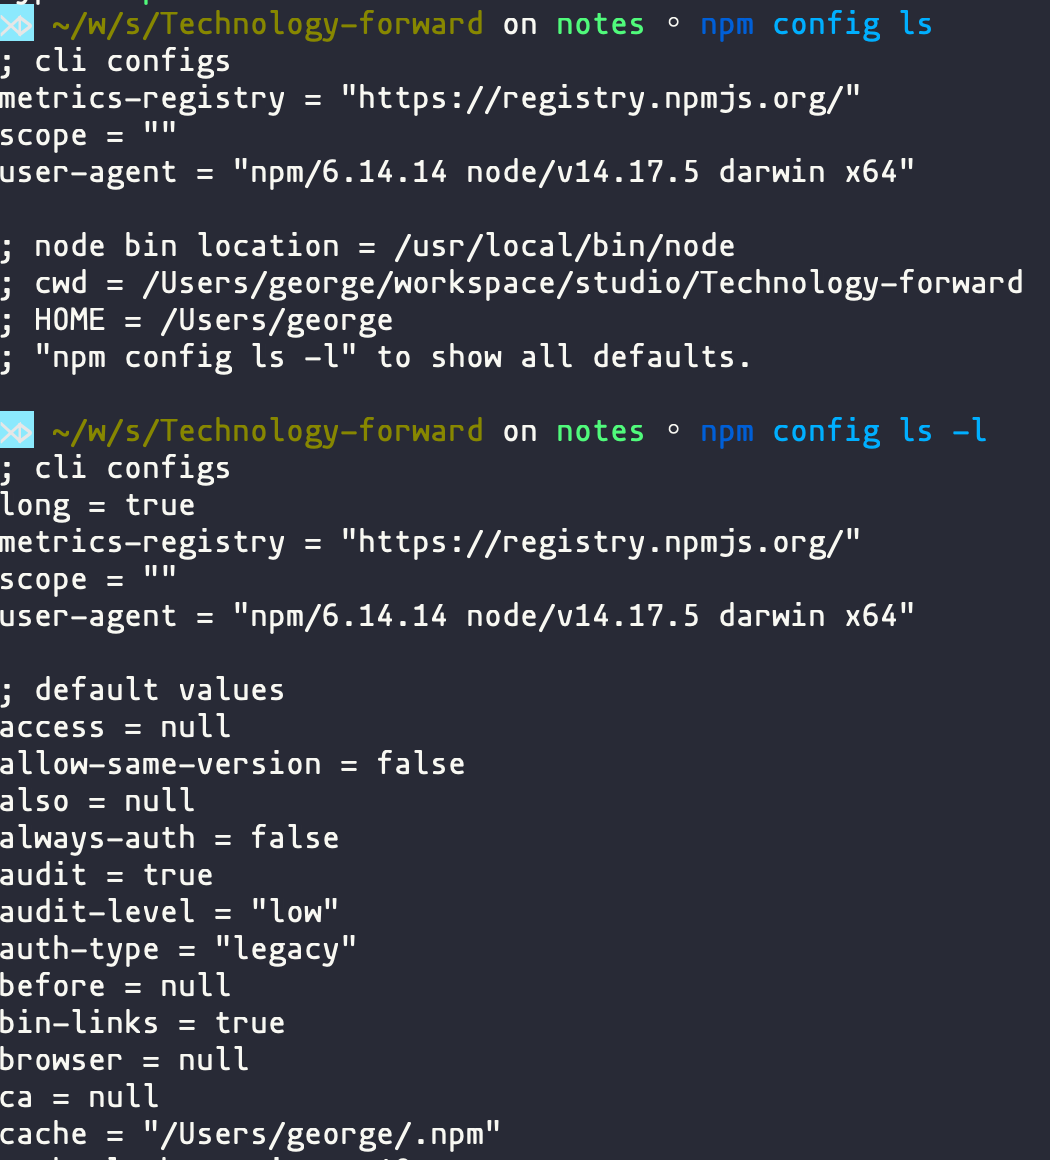 ~/w/s/Technology-forward on notes ◦ npm config ls
; cli configs
metrics-registry = "https://registry.npmjs.org/"
scope = ""
user-agent = "npm/6.14.14 node/v14.17.5 darwin x64"

; node bin location = /usr/local/bin/node
; cwd = /Users/george/workspace/studio/Technology-forward
; HOME = /Users/george
; "npm config ls -l" to show all defaults.

~/w/s/Technology-forward on notes ◦ npm config ls -l
; cli configs
long = true
metrics-registry = "https://registry.npmjs.org/"
scope = ""
user-agent = "npm/6.14.14 node/v14.17.5 darwin x64"

; default values
access = null
allow-same-version = false
also = null
always-auth = false
audit = true
audit-level = "low"
auth-type = "legacy"
before = null
bin-links = true
browser = null
ca = null
cache = "/Users/george/.npm"